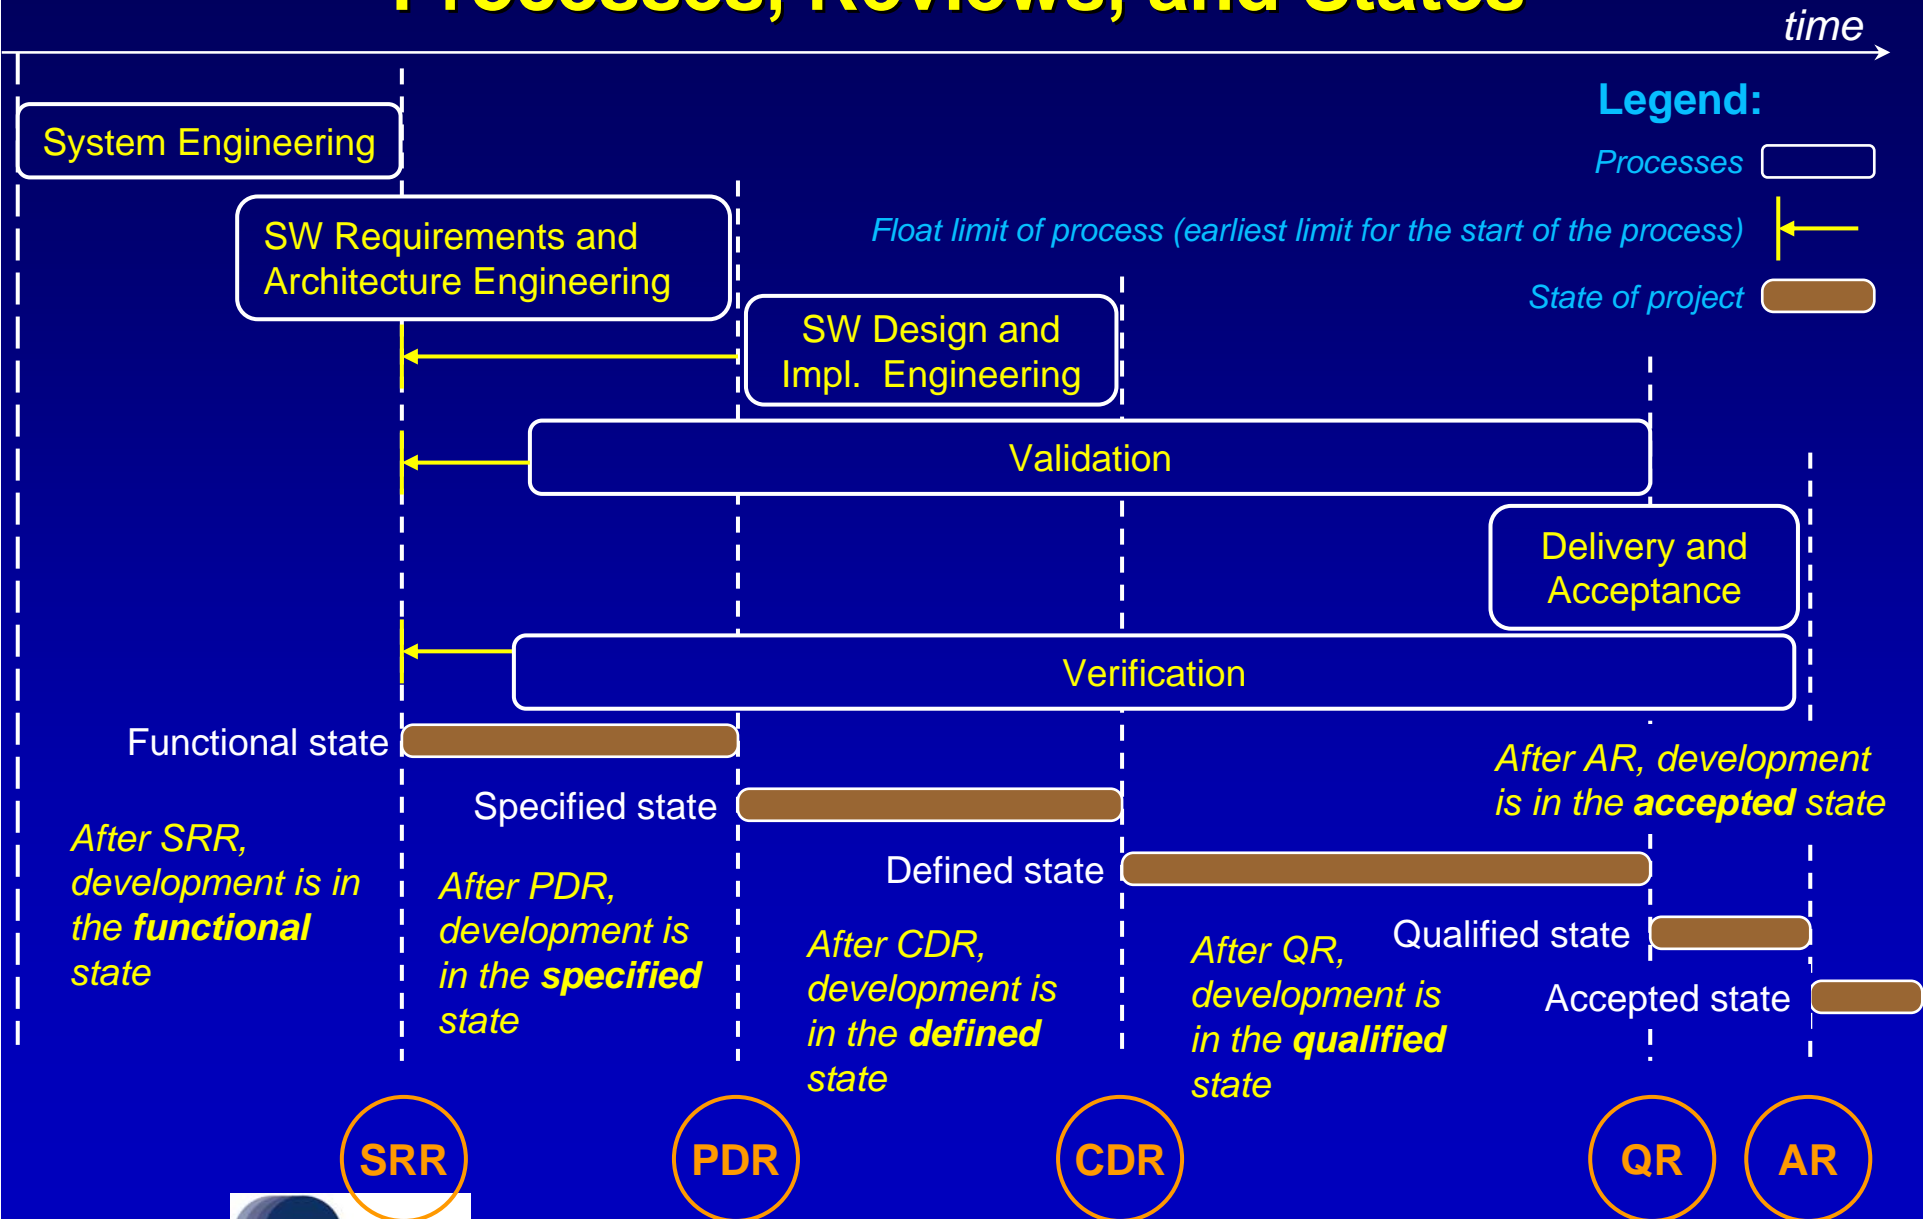 Processes, Reviews, and States
time
Legend:
System Engineering
Processes
SW Requirements and
Architecture Engineering
Float limit of process (earliest limit for the start of the process)
State of project
SW Design and
Impl. Engineering
Validation
Delivery and
Acceptance
Verification
Functional state
After AR, development
is in the accepted state
Specified state
After SRR,
development is in
the functional
state
After PDR,
development is
in the specified
state
Defined state
After CDR,
development is
in the defined
state
After QR,
development is
in the qualified
state
Qualified state
Accepted state
SRR
PDR
CDR
QR
AR